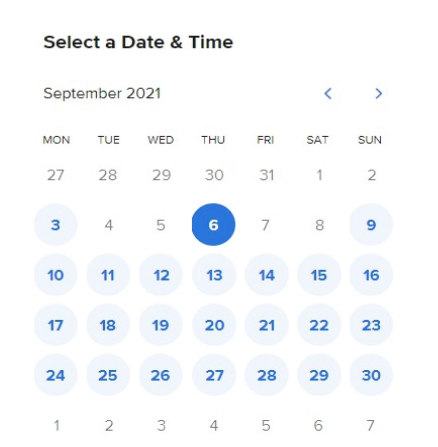 Select a Date & Time
September 2021 < >
MON TUE WED THU FRI SAT SUN
27 28 29 30 31 1 2
3 4 5 6 7 8 9
10 11 12 13 14 15 16
17 18 19 20 21 22 23
24 25 26 27 28 29 30
1 2 3 4 5 6 7